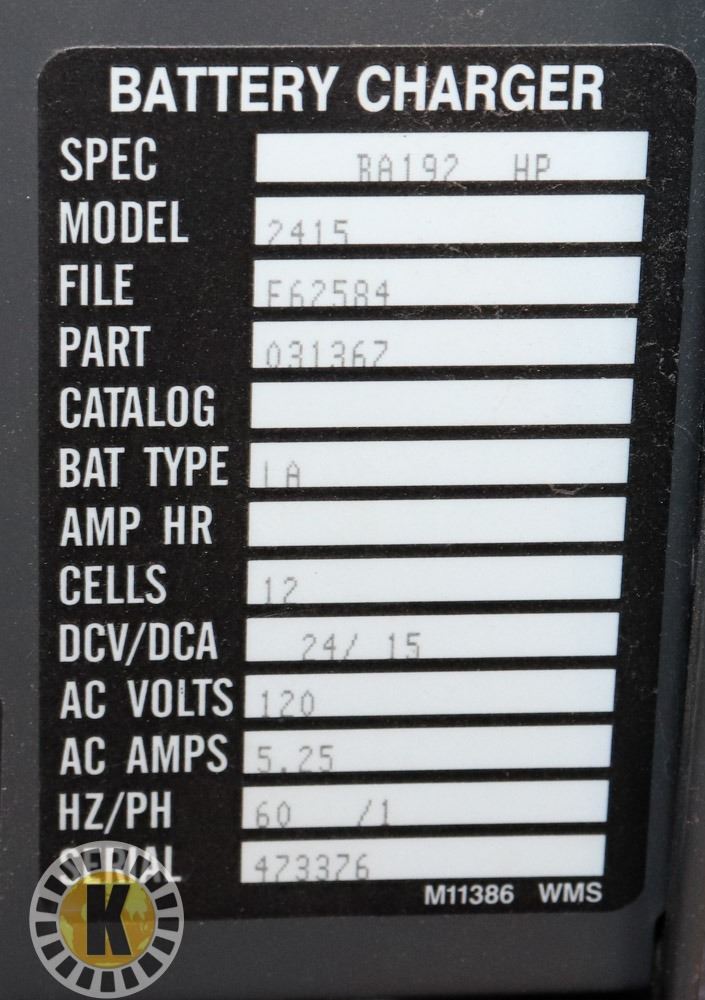 BATTERY CHARGER
SPEC RA192 HP
MODEL 2415
FILE E62584
PART 031367
CATALOG
BAT TYPE LA
AMP HR
CELLS 12
DCV/DCA 24/ 15
AC VOLTS 120
AC AMPS 5.25
HZ/PH 60 /1
SERIAL 473376
M11386 WMS
K